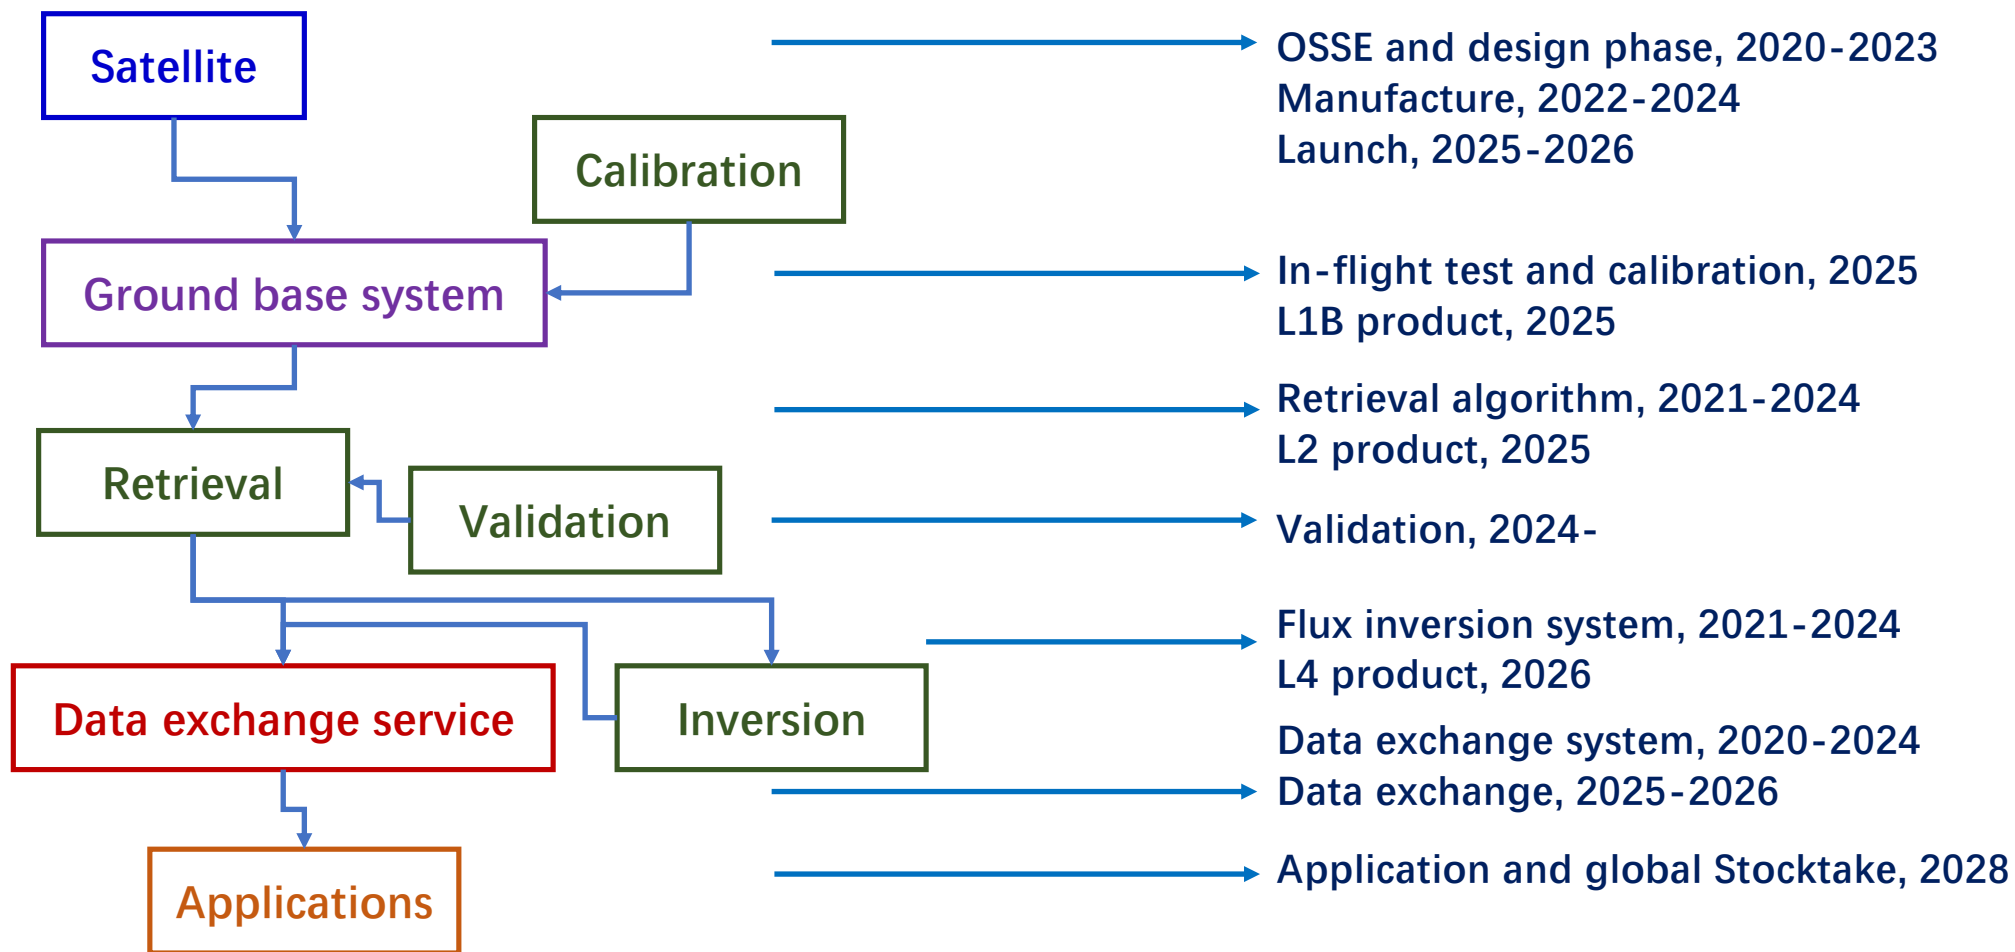 Satellite
OSSE and design phase, 2020-2023
Manufacture, 2022-2024
Launch, 2025-2026
Calibration
Ground base system
In-flight test and calibration, 2025
L1B product, 2025
Retrieval
Retrieval algorithm, 2021-2024
L2 product, 2025
Validation
Validation, 2024-
Flux inversion system, 2021-2024
L4 product, 2026
Data exchange service
Inversion
Data exchange system, 2020-2024
Data exchange, 2025-2026
Applications
Application and global Stocktake, 2028